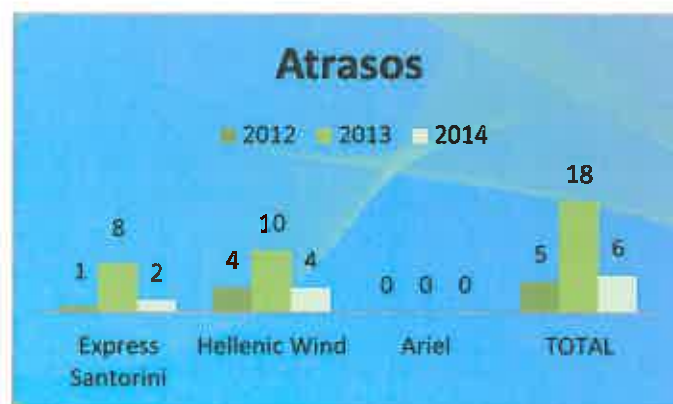 Atrasos
2012 2013 2014
1 8 2 4 10 4 0 0 0 5 18 6
Express Santorini Hellenic Wind Ariel TOTAL